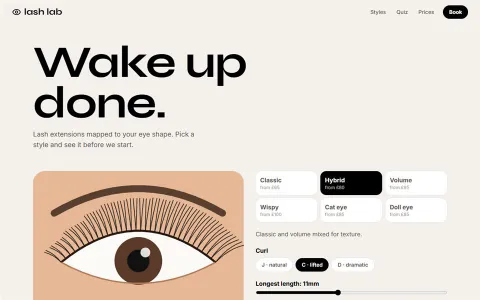 lash lab
Styles
Quiz
Prices
Book
Wake up
done.
Lash extensions mapped to your eye shape. Pick a
style and see it before we start.
Classic
from £65
Hybrid
from £80
Volume
from £95
Wispy
from £100
Cat eye
from £85
Doll eye
from £85
Classic and volume mixed for texture.
Curl
J · natural
C · lifted
D · dramatic
Longest length: 11mm